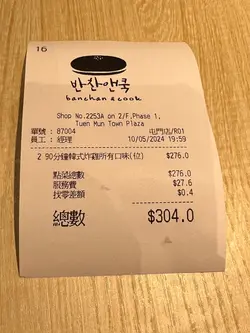 16
반찬앤쿡
banchan & cook
Shop No.2253A on 2/F.Phase 1,
Tuen Mun Town Plaza
單號 : 87004 屯門店/R01
員工 : 經理 10/05/2024 19:59
2 90分鐘韓式炸雞所有口味(位) $276.0
點菜總數 $276.0
服務費 $27.6
找零差額 $0.4
總數 $304.0